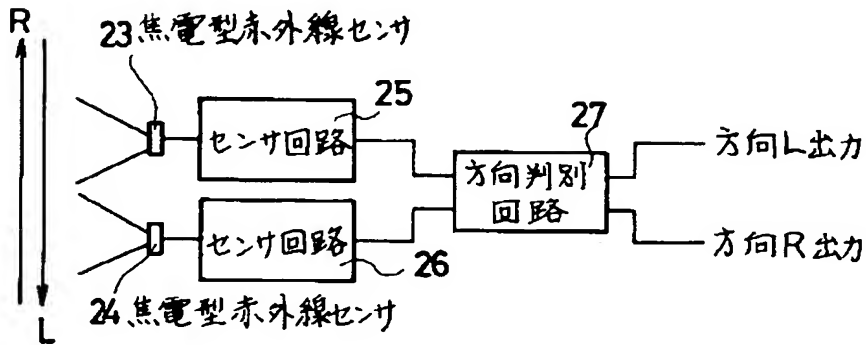 R
23 焦電型赤外線センサ
25
センサ回路
27
方向判別
回路
方向L出力
センサ回路
26
方向R出力
24 焦電型赤外線センサ
L